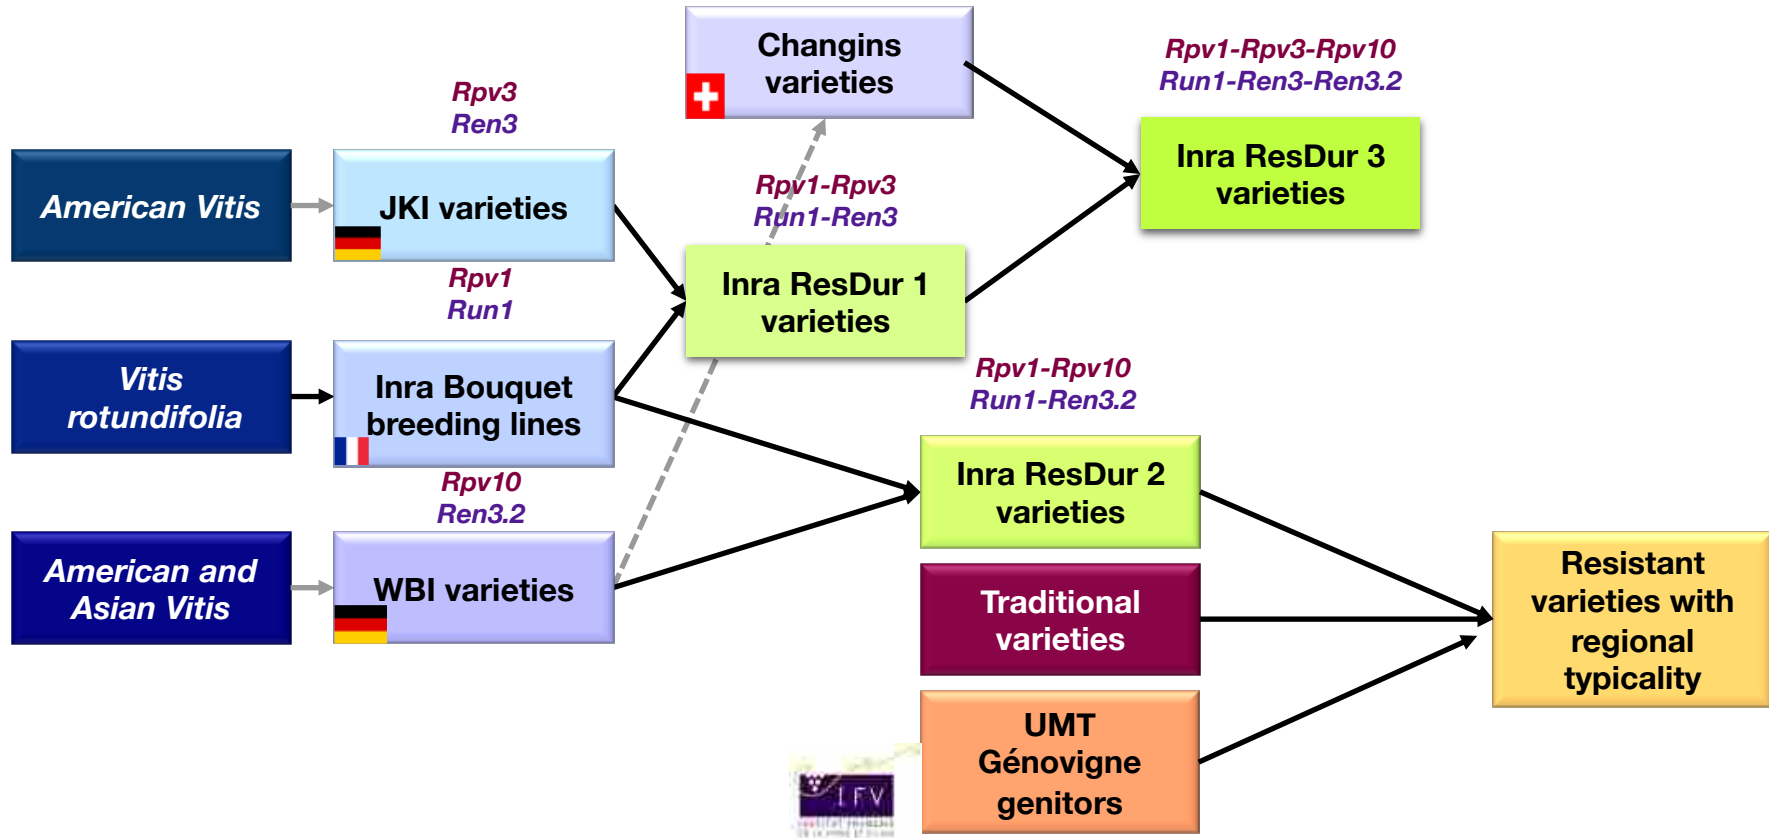 Changins
varieties
Rpv1-Rpv3-Rpv10
Run1-Ren3-Ren3.2
Rpv3
Ren3
Inra ResDur 3
varieties
American Vitis
JKI varieties
Rpv1-Rpv3
Run1-Ren3
Rpv1
Run1
Inra ResDur 1
varieties
Vitis
rotundifolia
Inra Bouquet
breeding lines
Rpv1-Rpv10
Run1-Ren3.2
Rpv10
Ren3.2
Inra ResDur 2
varieties
American and
Asian Vitis
WBI varieties
Traditional
varieties
Resistant
varieties with
regional
typicality
UMT
Génovigne
genitors
IFV